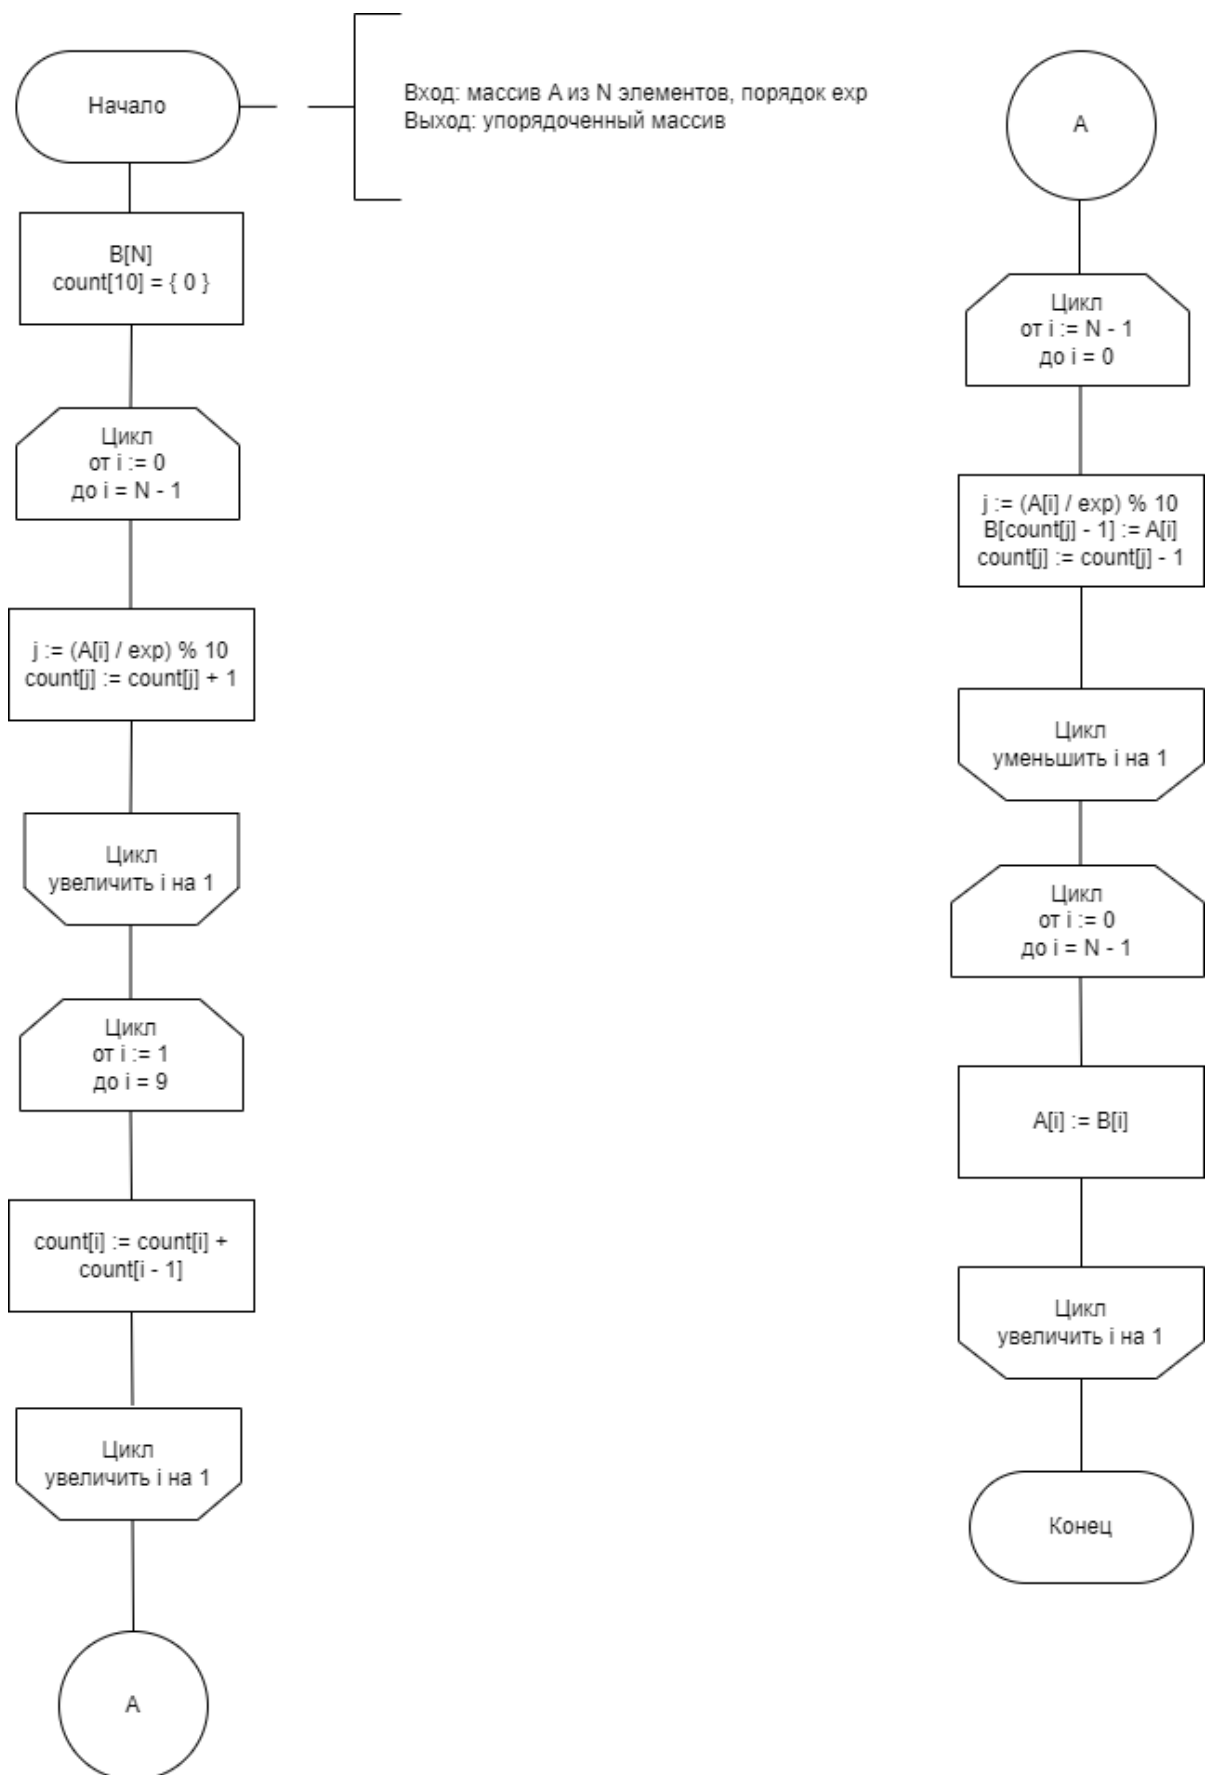 Начало
Вход: массив A из N элементов, порядок exp
Выход: упорядоченный массив
B[N]
count[10] = { 0 }
Цикл
от i := 0
до i = N - 1
j := (A[i] / exp) % 10
count[j] := count[j] + 1
Цикл
увеличить i на 1
Цикл
от i := 1
до i = 9
count[i] := count[i] +
count[i - 1]
Цикл
увеличить i на 1
A
A
Цикл
от i := N - 1
до i = 0
j := (A[i] / exp) % 10
B[count[j] - 1] := A[i]
count[j] := count[j] - 1
Цикл
уменьшить i на 1
Цикл
от i := 0
до i = N - 1
A[i] := B[i]
Цикл
увеличить i на 1
Конец